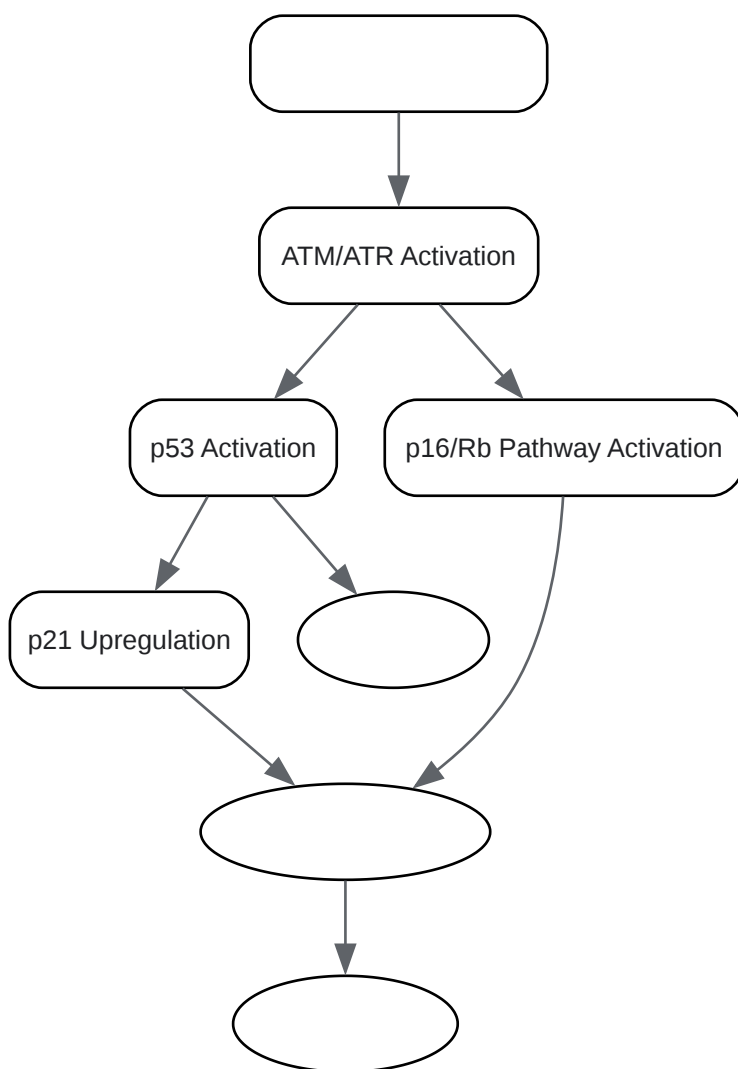 ATM/ATR Activation
p53 Activation
p16/Rb Pathway Activation
p21 Upregulation